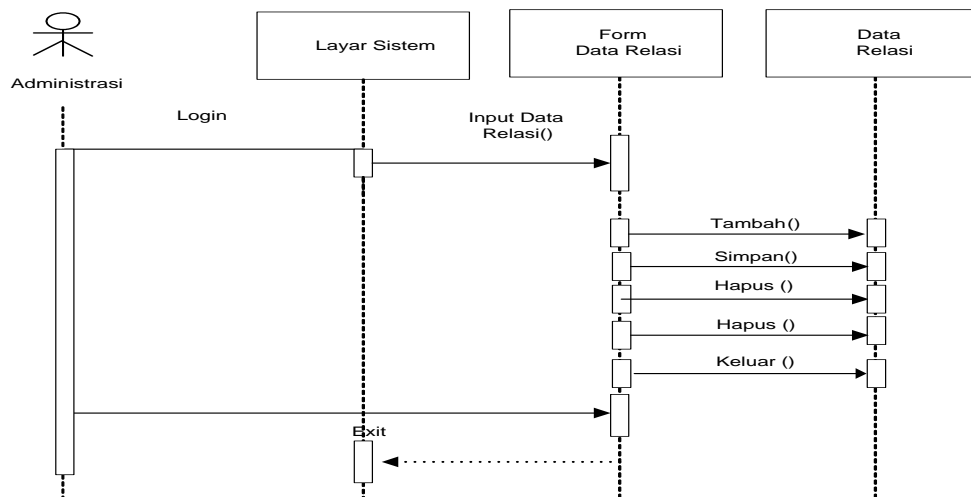 Layar Sistem
Form
Data Relasi
Data
Relasi
Administrasi
Login
Input Data
Relasi()
Tambah()
Simpan()
Hapus ()
Hapus ()
Keluar ()
Exit